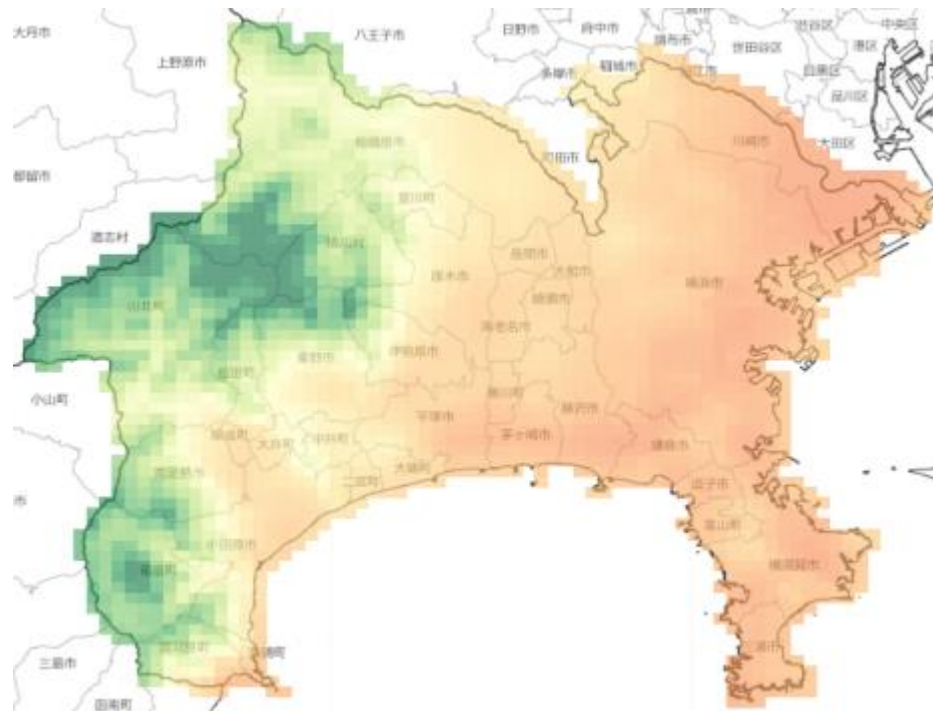 大月市
八王子市
日野市
府中市
調布市
世田谷区
渋谷区
中央区
港区
目黒区
品川区
上野原市
多摩市
稲城市
川崎市
大田区
相模原市
町田市
都留市
愛川町
道志村
清川村
座間市
大和市
厚木市
綾瀬市
横浜市
山北町
海老名市
秦野市
伊勢原市
松田町
小山町
寒川町
藤沢市
平塚市
茅ヶ崎市
鎌倉市
開成町
大井町
中井町
大磯町
二宮町
南足柄市
逗子市
葉山町
小田原市
箱根町
横須賀市
湯河原町
三浦市
三島市
函南町